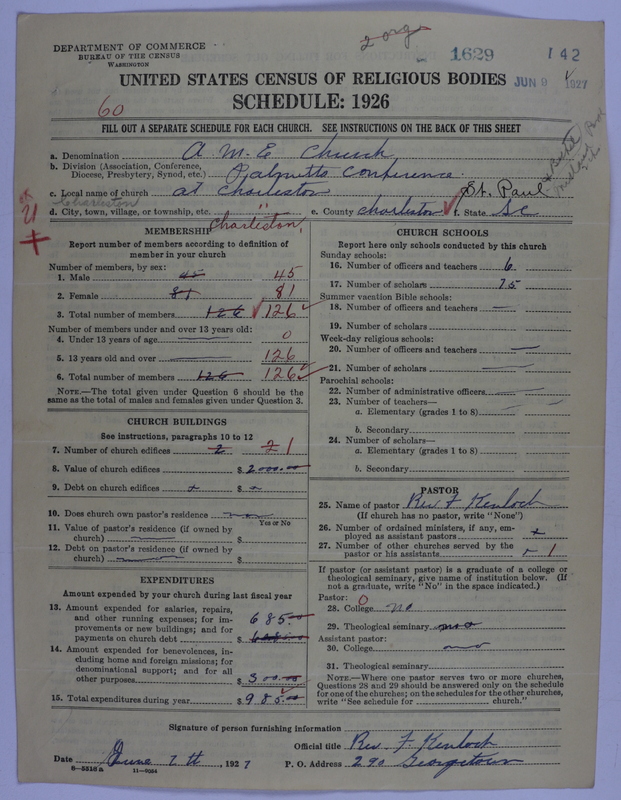 2 org.
DEPARTMENT OF COMMERCE
BUREAU OF THE CENSUS
WASHINGTON
1629 142
UNITED STATES CENSUS OF RELIGIOUS BODIES
JUN 9 1927
SCHEDULE: 1926
60
FILL OUT A SEPARATE SCHEDULE FOR EACH CHURCH. SEE INSTRUCTIONS ON THE BACK OF THIS SHEET
a. Denomination A M E Church
b. Division (Association, Conference, Diocese, Presbytery, Synod, etc.) Palmetto Conference
c. Local name of church at Charleston St. Paul
Charleston
d. City, town, village, or township, etc. " e. County Charleston f. State SC
Charleston,
MEMBERSHIP
Report number of members according to definition of member in your church
Number of members, by sex:
1. Male 45 45
2. Female 81 81
3. Total number of members 126 126
Number of members under and over 13 years old:
4. Under 13 years of age 0
5. 13 years old and over 126
6. Total number of members 126 126
NOTE.—The total given under Question 6 should be same as the total of males and females given under Question 3.
CHURCH BUILDINGS
See instructions, paragraphs 10 to 12
7. Number of church edifices 2 2 1
8. Value of church edifices $ 2000.00
9. Debt on church edifices $
10. Does church own pastor's residence
Yes or No
11. Value of pastor's residence (if owned by church) $
12. Debt on pastor's residence (if owned by church) $
EXPENDITURES
Amount expended by church during last fiscal year
13. Amount expended for salaries, repairs, and other running expenses; for improvements or new buildings; and for payments on church debt $ 685.00
14. Amount expended for benevolences, including home and foreign missions; for denominational support; and for all other purposes $ 300.00
15. Total expenditures during year $ 985.00
CHURCH SCHOOLS
Report here only schools conducted by this church
Sunday schools:
16. Number of officers and teachers 6
17. Number of scholars 75
Summer vacation Bible schools:
18. Number of officers and teachers
19. Number of scholars
Week-day religious schools:
20. Number of officers and teachers
21. Number of scholars
Parochial schools:
22. Number of administrative officers
23. Number of teachers—
a. Elementary (grades 1 to 8)
b. Secondary
24. Number of scholars—
a. Elementary (grades 1 to 8)
b. Secondary
PASTOR
25. Name of pastor Rev F Kenloch
(If church has no pastor, write "None")
26. Number of ordained ministers, if any, employed as assistant pastors
27. Number of other churches served by the pastor or his assistants 1
If pastor (or assistant pastor) is a graduate of a college or theological seminary, give name of institution below. (If not a graduate, write "No" in the space indicated.)
Pastor: 0
28. College no
29. Theological seminary no
Assistant pastor:
30. College no
31. Theological seminary
NOTE.—Where one pastor serves two or more churches, Questions 28 and 29 should be answered only on the schedule for one of the churches; on the schedules for the other churches, write "See schedule for church."
Signature of person furnishing information
Official title Rev. F Kenloch
Date June 7th, 1927 P. O. Address 290 Georgetown
8—5516a 11—9054